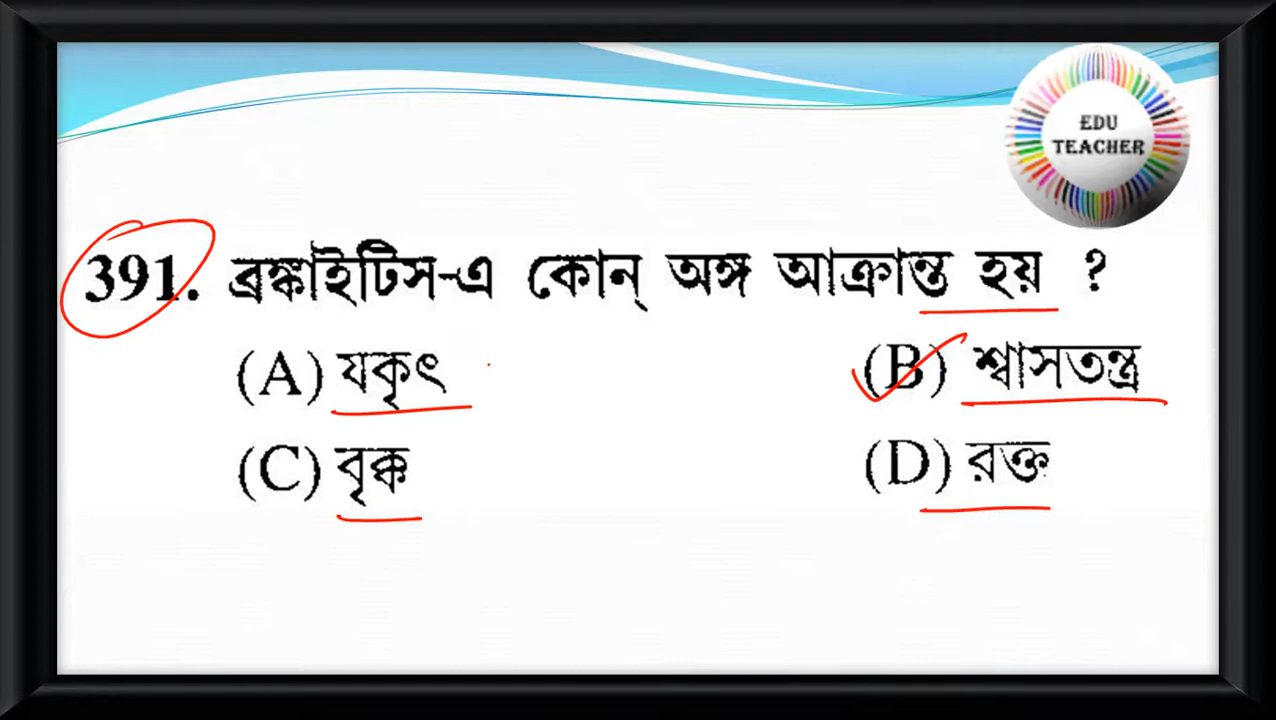 EDU
TEACHER
391. ব্রঙ্কাইটিস-এ কোন্ অঙ্গ আক্রান্ত হয় ?
(A) যকৃৎ (B) শ্বাসতন্ত্র
(C) বৃক্ক (D) রক্ত